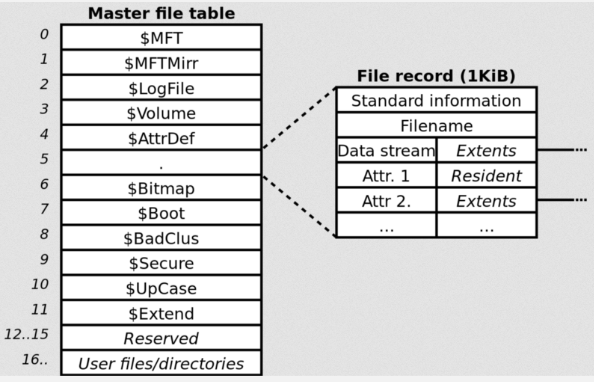 Master file table
0 $MFT
1 $MFTMirr
2 $LogFile
3 $Volume
4 $AttrDef
5 .
6 $Bitmap
7 $Boot
8 $BadClus
9 $Secure
10 $UpCase
11 $Extend
12..15 Reserved
16.. User files/directories
File record (1KiB)
Standard information
Filename
Data stream Extents ...
Attr. 1 Resident
Attr 2. Extents ...
... ...